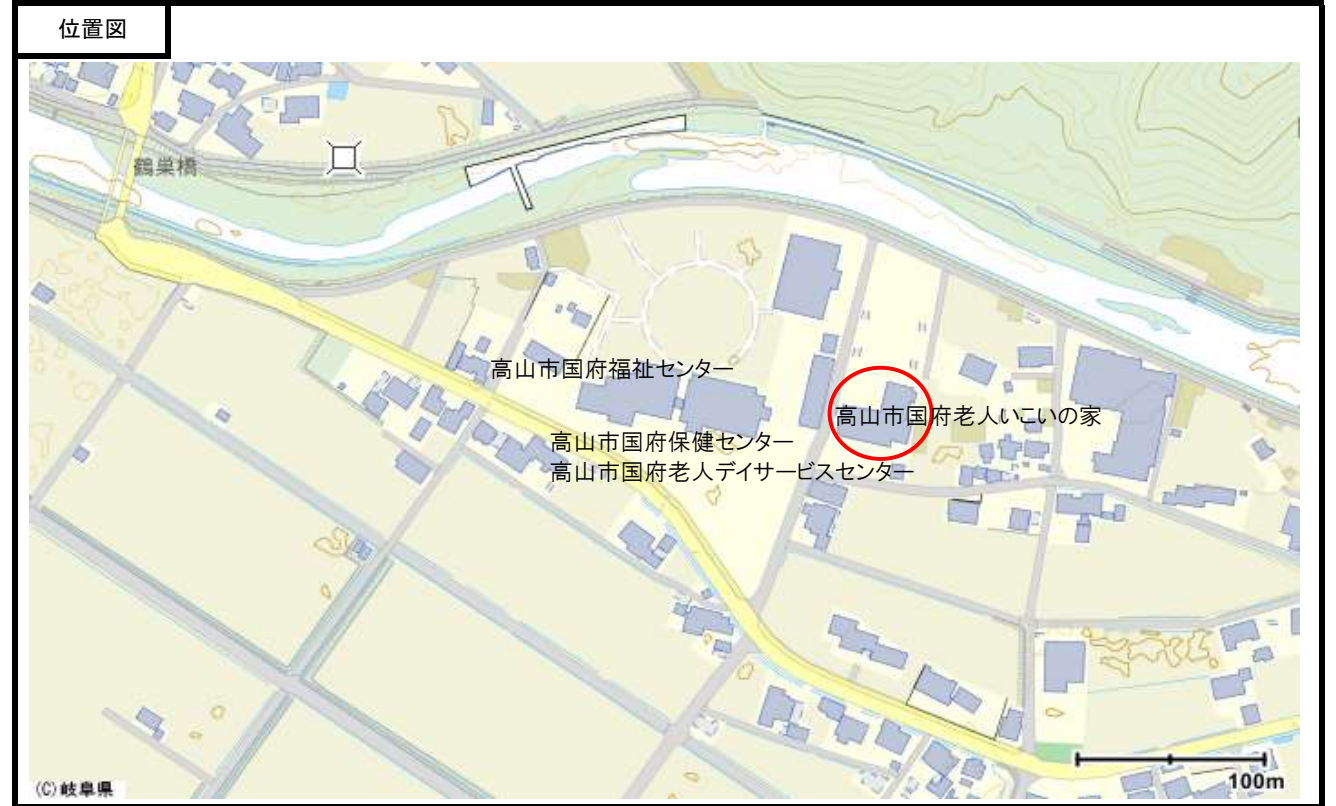 位置図
鶴巣橋
高山市国府福祉センター
高山市国府老人いこいの家
高山市国府保健センター
高山市国府老人デイサービスセンター
100m
(C)岐阜県